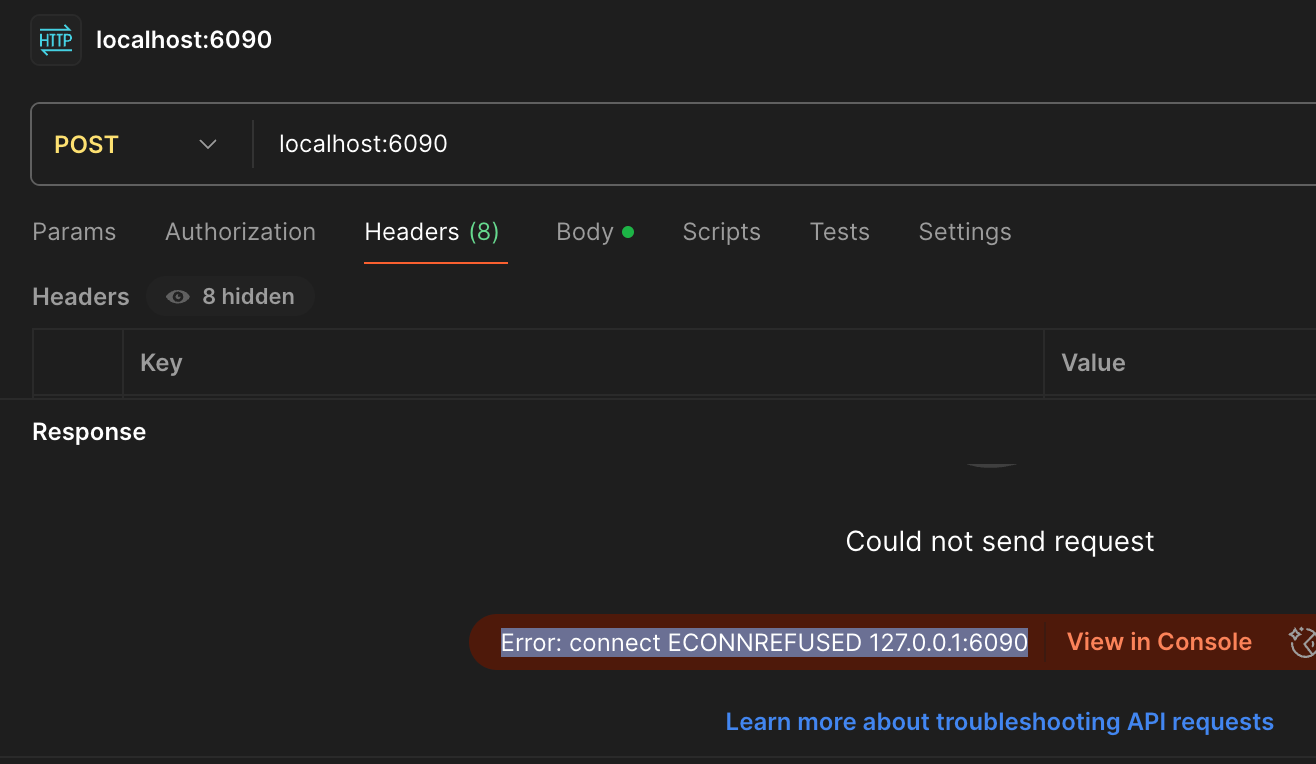 HTTP localhost:6090
POST localhost:6090
Params Authorization Headers (8) Body Scripts Tests Settings
Headers 8 hidden
Key Value
Response
Could not send request
Error: connect ECONNREFUSED 127.0.0.1:6090 View in Console
Learn more about troubleshooting API requests